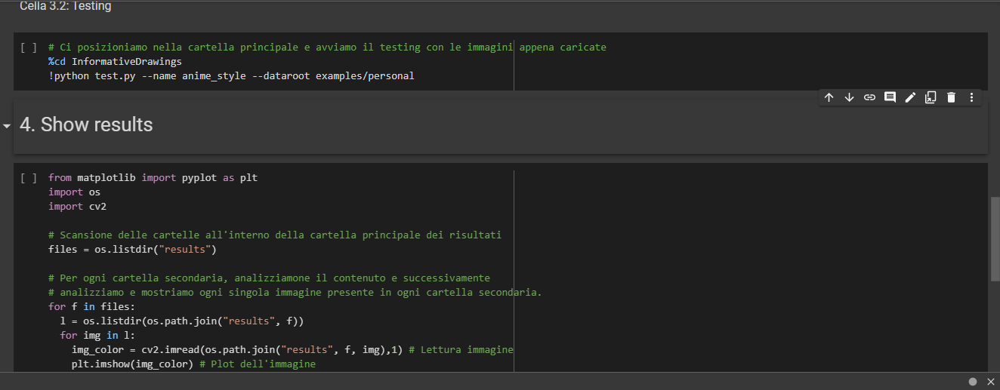 Cella 3.2: Testing
[ ] # Ci posizioniamo nella cartella principale e avviamo il testing con le immagini appena caricate
%cd InformativeDrawings
!python test.py --name anime_style --dataroot examples/personal
4. Show results
[ ] from matplotlib import pyplot as plt
import os
import cv2
# Scansione delle cartelle all'interno della cartella principale dei risultati
files = os.listdir("results")
# Per ogni cartella secondaria, analizziamone il contenuto e successivamente
# analizziamo e mostriamo ogni singola immagine presente in ogni cartella secondaria.
for f in files:
  l = os.listdir(os.path.join("results", f))
  for img in l:
    img_color = cv2.imread(os.path.join("results", f, img),1) # Lettura immagine
    plt.imshow(img_color) # Plot dell'immagine